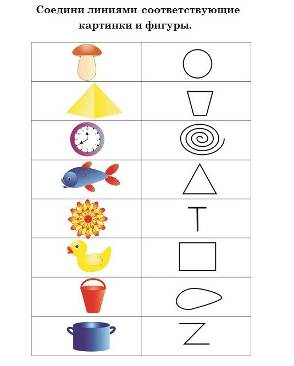 Соедини линиями соответствующие
картинки и фигуры.